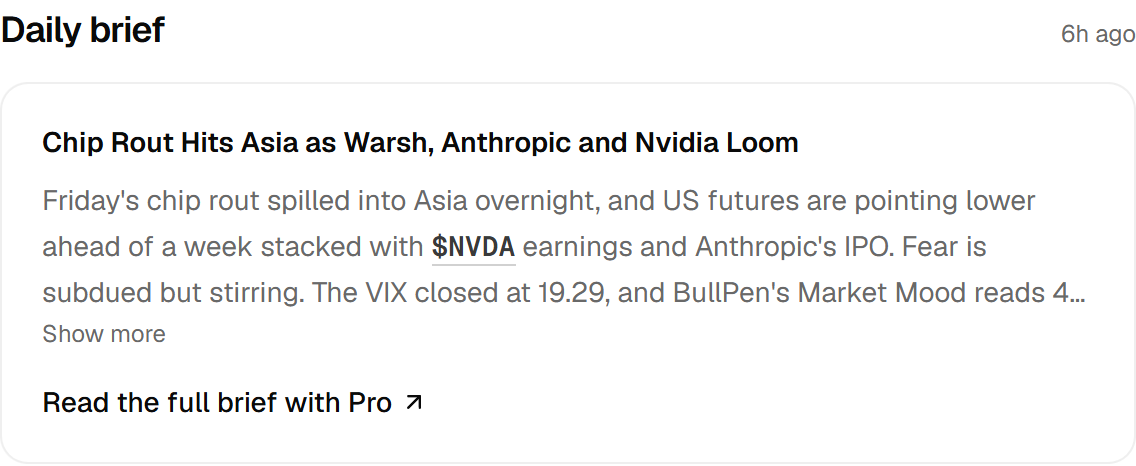 Daily brief
6h ago
Chip Rout Hits Asia as Warsh, Anthropic and Nvidia Loom
Friday's chip rout spilled into Asia overnight, and US futures are pointing lower
ahead of a week stacked with $NVDA earnings and Anthropic's IPO. Fear is
subdued but stirring. The VIX closed at 19.29, and BullPen's Market Mood reads 4...
Show more
Read the full brief with Pro ↗